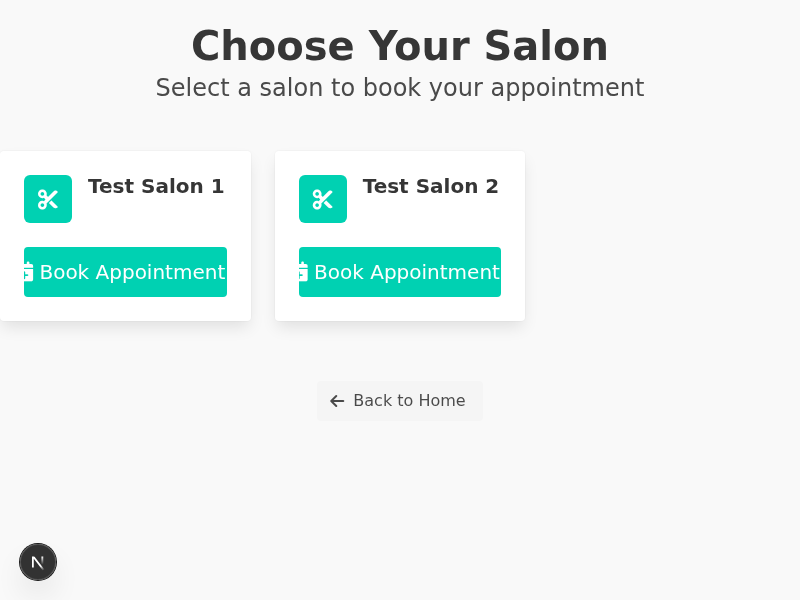 Choose Your Salon
Select a salon to book your appointment
Test Salon 1
Test Salon 2
Book Appointment
Book Appointment
Back to Home
N